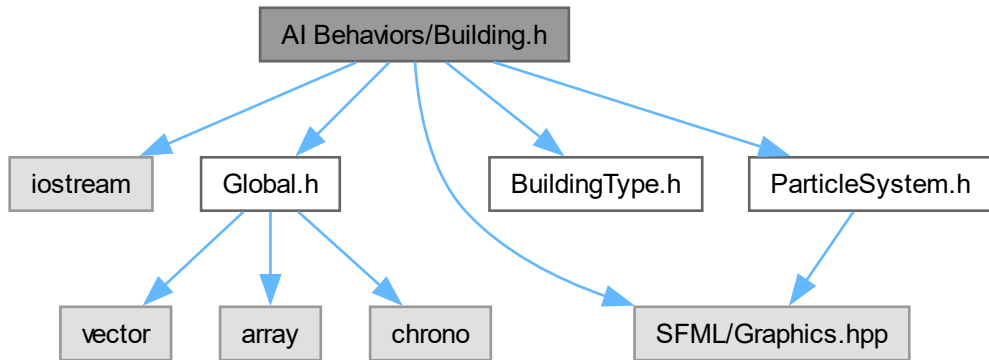 AI Behaviors/Building.h
iostream
Global.h
BuildingType.h
ParticleSystem.h
vector
array
chrono
SFML/Graphics.hpp